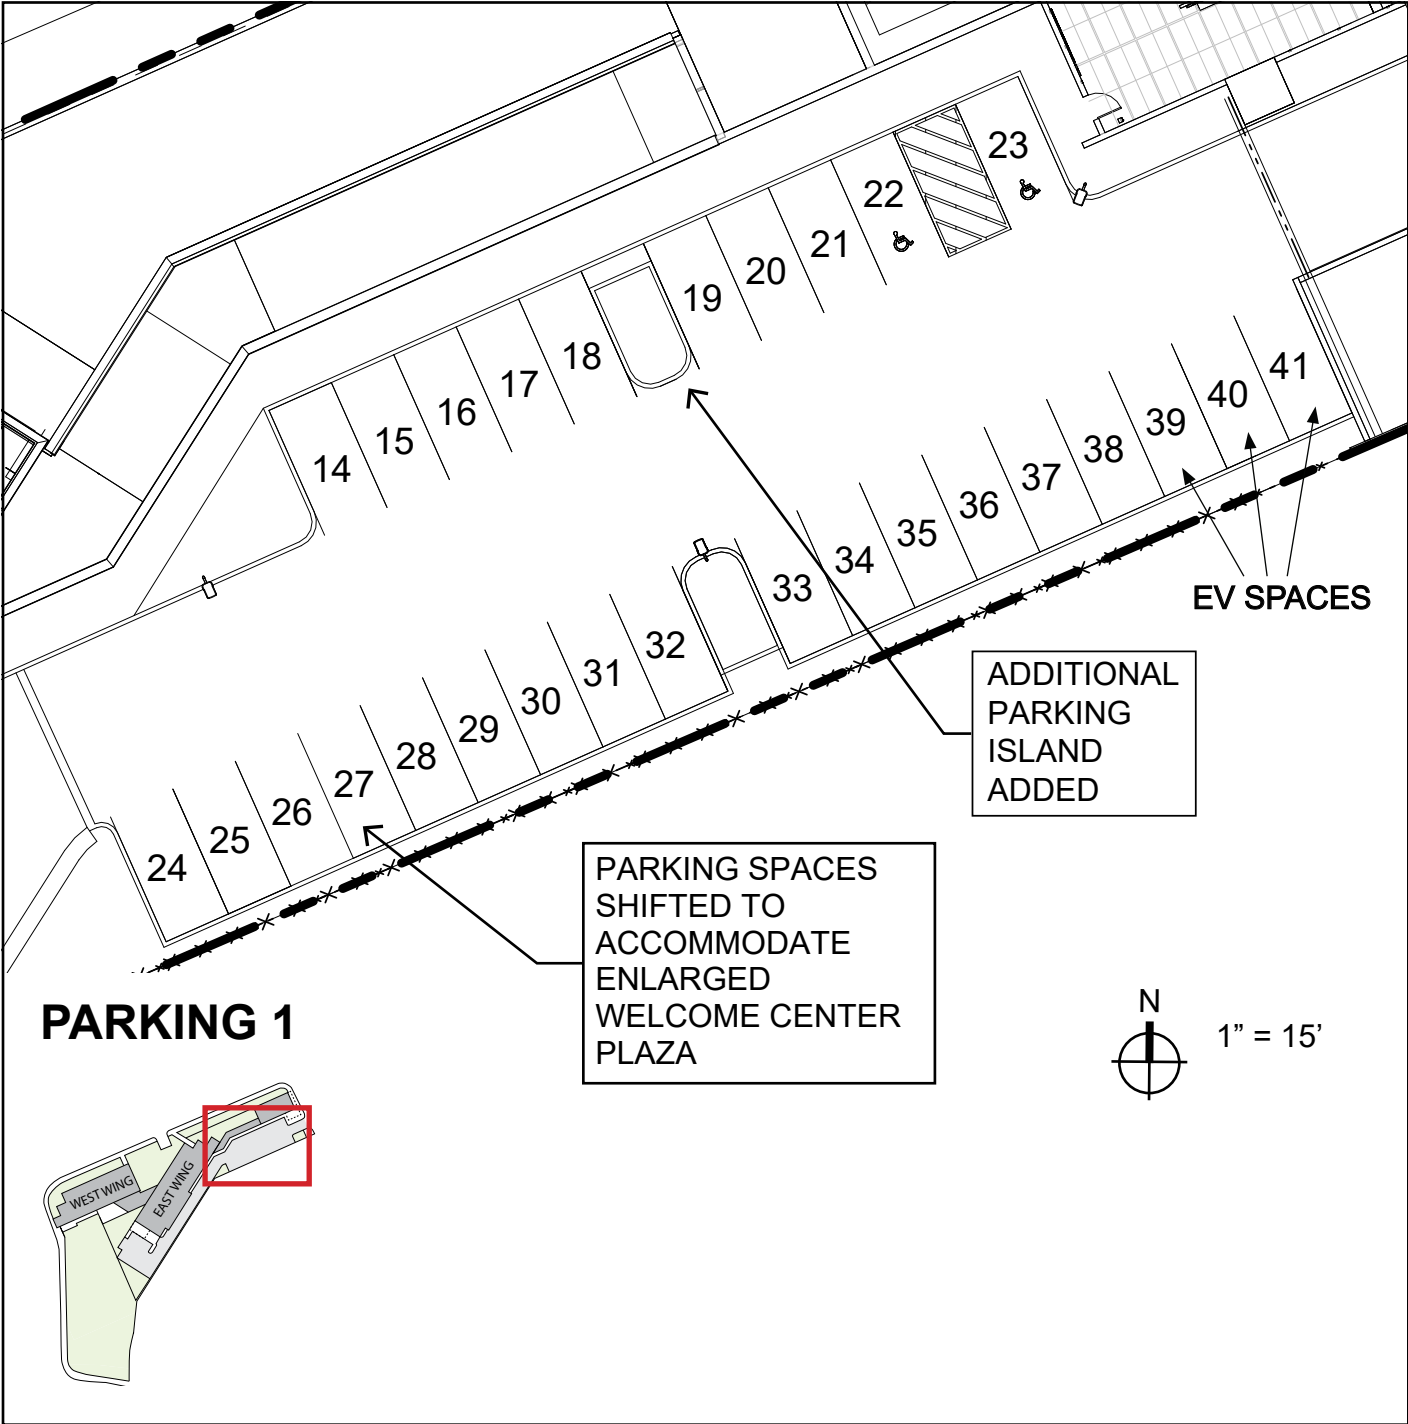 23
22
21
20
19
18
17
16
15
14
41
40
39
38
37
36
35
34
33
32
31
30
29
28
27
26
25
24
EV SPACES
ADDITIONAL
PARKING
ISLAND
ADDED
PARKING SPACES
SHIFTED TO
ACCOMMODATE
ENLARGED
WELCOME CENTER
PLAZA
PARKING 1
N
1” = 15’
WEST WING
EAST WING